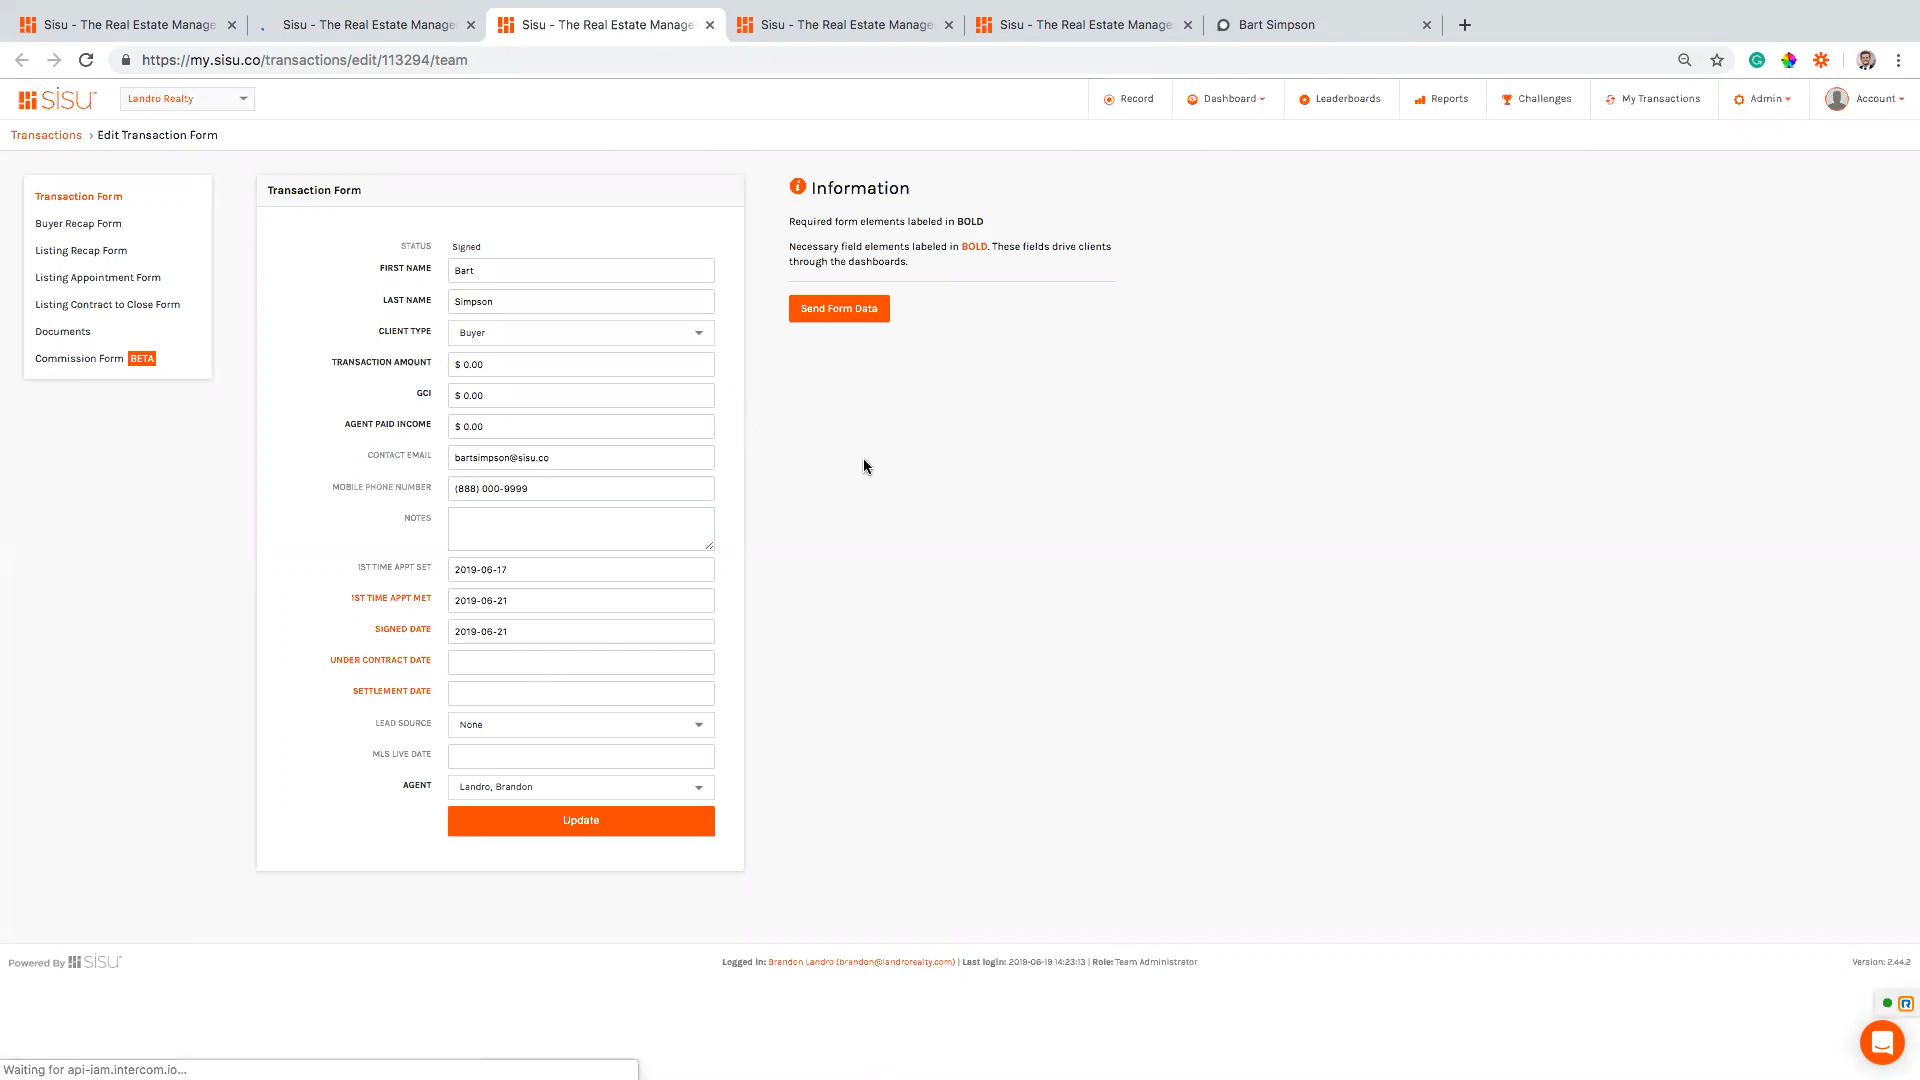 Sisu - The Real Estate Manage
Sisu - The Real Estate Manage
Sisu - The Real Estate Manage
Sisu - The Real Estate Manage
Sisu - The Real Estate Manage
Bart Simpson
https://my.sisu.co/transactions/edit/113294/team
sisu
Landro Realty
Record
Dashboard
Leaderboards
Reports
Challenges
My Transactions
Admin
Account
Transactions › Edit Transaction Form
Transaction Form
Buyer Recap Form
Listing Recap Form
Listing Appointment Form
Listing Contract to Close Form
Documents
Commission Form BETA
Transaction Form
STATUS Signed
FIRST NAME Bart
LAST NAME Simpson
CLIENT TYPE Buyer
TRANSACTION AMOUNT $ 0.00
GCI $ 0.00
AGENT PAID INCOME $ 0.00
CONTACT EMAIL bartsimpson@sisu.co
MOBILE PHONE NUMBER (888) 000-9999
NOTES
1ST TIME APPT SET 2019-06-17
1ST TIME APPT MET 2019-06-21
SIGNED DATE 2019-06-21
UNDER CONTRACT DATE
SETTLEMENT DATE
LEAD SOURCE None
MLS LIVE DATE
AGENT Landro, Brandon
Update
Information
Required form elements labeled in BOLD
Necessary field elements labeled in BOLD. These fields drive clients
through the dashboards.
Send Form Data
Powered By sisu
Logged in: Brandon Landro (brandon@landrorealty.com) | Last login: 2019-06-19 14:23:13 | Role: Team Administrator
Version: 2.44.2
Waiting for api-iam.intercom.io...